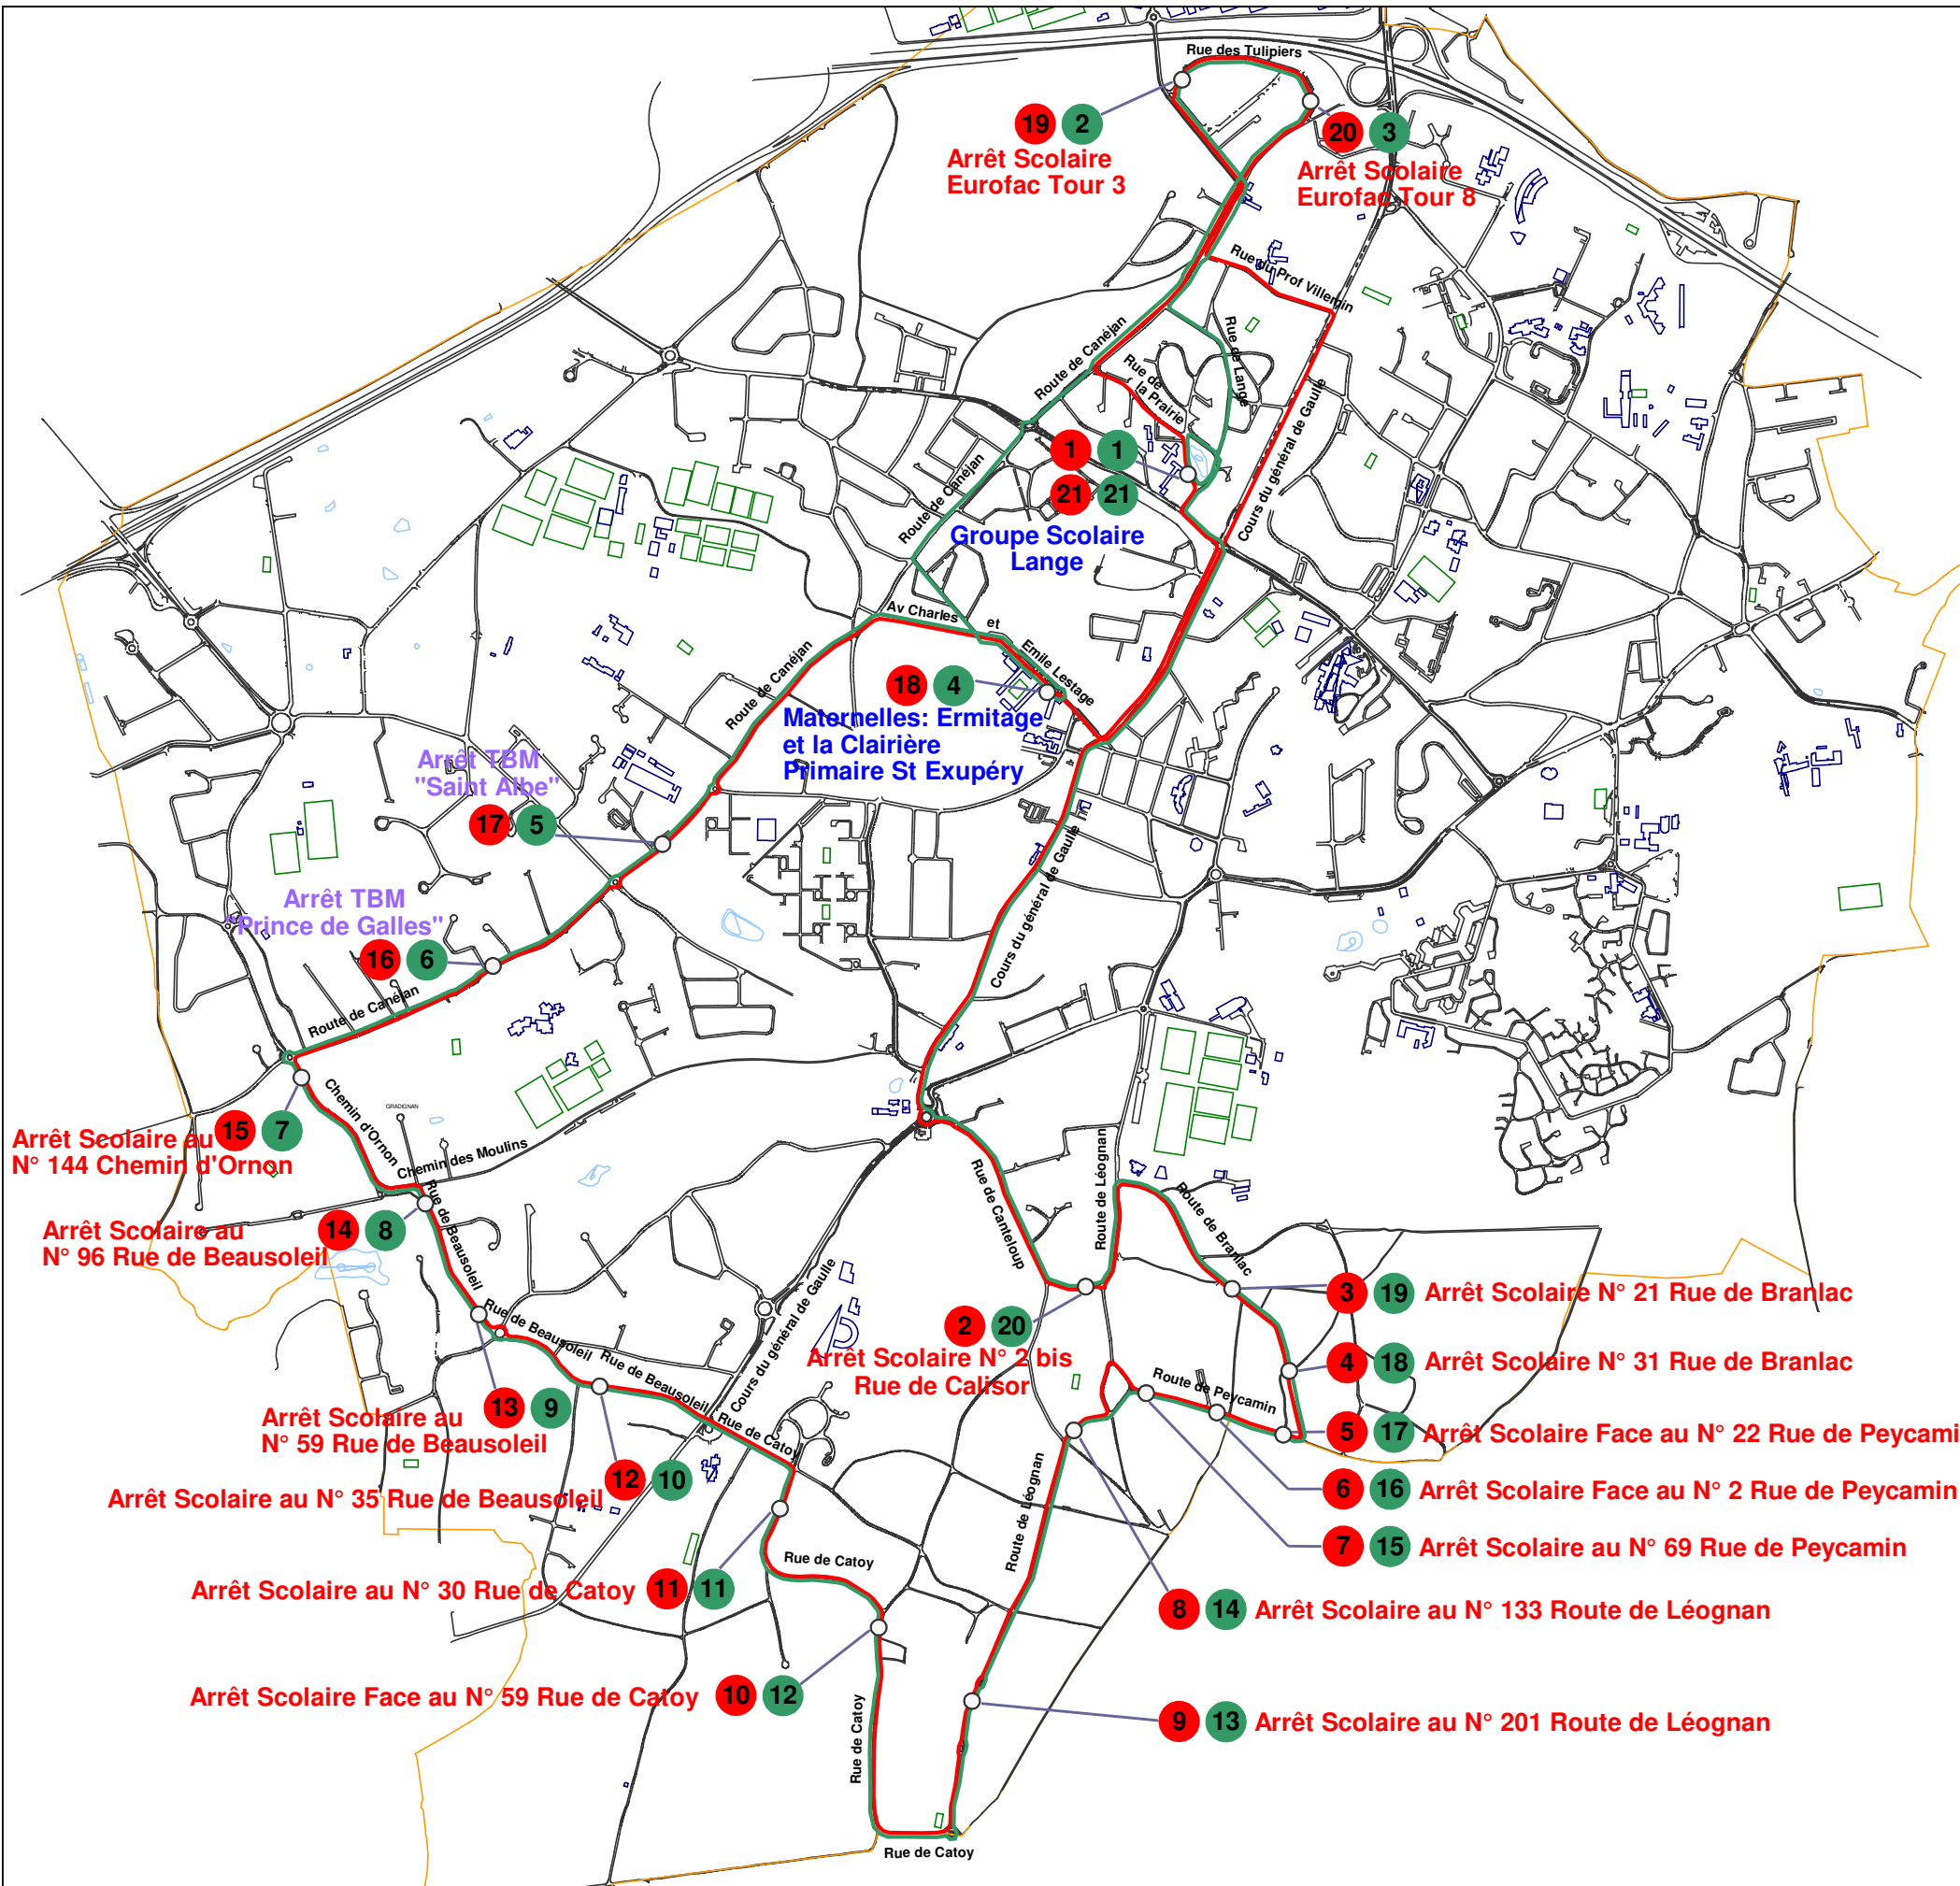 Rue des Tulipiers
19 2
Arrêt Scolaire
Eurofac Tour 3
20 3
Arrêt Scolaire
Eurofac Tour 8
Rue du Prof Villemin
Route de Canéjan
Rue de
la Prairie
Rue de Lange
Cours du général de Gaulle
1 1
21 21
Groupe Scolaire
Lange
Route de Canéjan
Av Charles
et
Emile Lestage
18 4
Maternelles: Ermitage
et la Clairière
Primaire St Exupéry
Route de Canéjan
Arrêt TBM
"Saint Albe"
17 5
Cours du général de Gaulle
Arrêt TBM
"Prince de Galles"
16 6
Route de Canéjan
Chemin d'Ornon
GRADIGNAN
Chemin des Moulins
15 7
Arrêt Scolaire au
N° 144 Chemin d'Ornon
Rue de Beausoleil
14 8
Arrêt Scolaire au
N° 96 Rue de Beausoleil
Rue de Canteloup
Route de Léognan
Route de Branlac
3 19 Arrêt Scolaire N° 21 Rue de Branlac
2 20
Arrêt Scolaire N° 2 bis
Rue de Calisor
4 18 Arrêt Scolaire N° 31 Rue de Branlac
Rue de Beausoleil
Rue de Beausoleil
Cours du général de Gaulle
Rue de Catoy
Route de Peycamin
13 9
Arrêt Scolaire au
N° 59 Rue de Beausoleil
5 17 Arrêt Scolaire Face au N° 22 Rue de Peycami
12 10
Arrêt Scolaire au N° 35 Rue de Beausoleil
6 16 Arrêt Scolaire Face au N° 2 Rue de Peycamin
7 15 Arrêt Scolaire au N° 69 Rue de Peycamin
Route de Léognan
Rue de Catoy
Arrêt Scolaire au N° 30 Rue de Catoy 11 11
8 14 Arrêt Scolaire au N° 133 Route de Léognan
Arrêt Scolaire Face au N° 59 Rue de Catoy 10 12
9 13 Arrêt Scolaire au N° 201 Route de Léognan
Rue de Catoy
Rue de Catoy